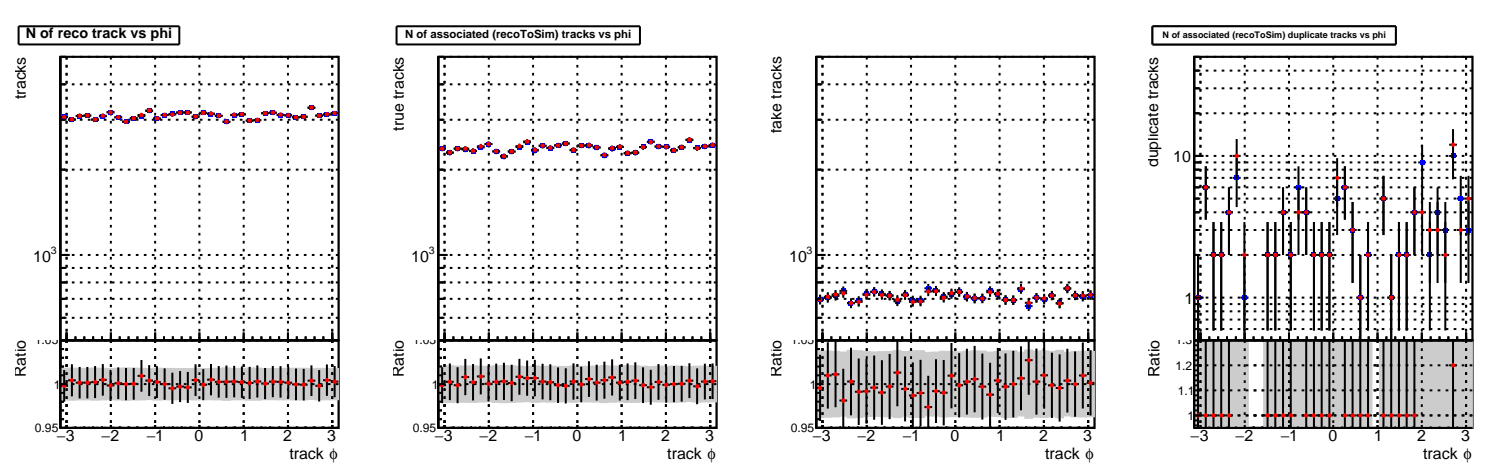 N of reco track vs phi
tracks
10³
Ratio
1
0.95
−3 −2 −1 0 1 2 3
track ϕ
N of associated (recoToSim) tracks vs phi
true tracks
10³
Ratio
1
0.95
−3 −2 −1 0 1 2 3
track ϕ
fake tracks
10³
Ratio
1
0.95
−3 −2 −1 0 1 2 3
track ϕ
N of associated (recoToSim) duplicate tracks vs phi
duplicate tracks
10
1
Ratio
1.3
1.2
1.1
1
−3 −2 −1 0 1 2 3
track ϕ